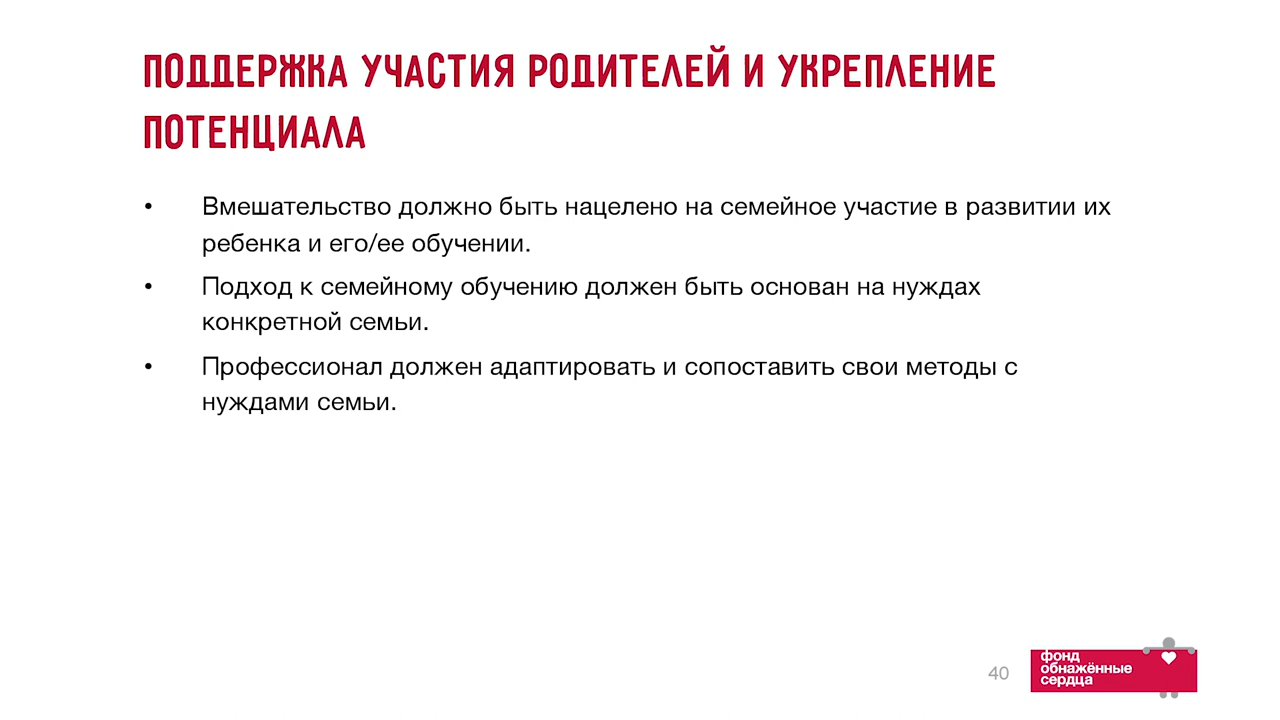 ПОДДЕРЖКА УЧАСТИЯ РОДИТЕЛЕЙ И УКРЕПЛЕНИЕ
ПОТЕНЦИАЛА
• Вмешательство должно быть нацелено на семейное участие в развитии их
ребенка и его/ее обучении.
• Подход к семейному обучению должен быть основан на нуждах
конкретной семьи.
• Профессионал должен адаптировать и сопоставить свои методы с
нуждами семьи.
40
фонд
обнажённые
сердца